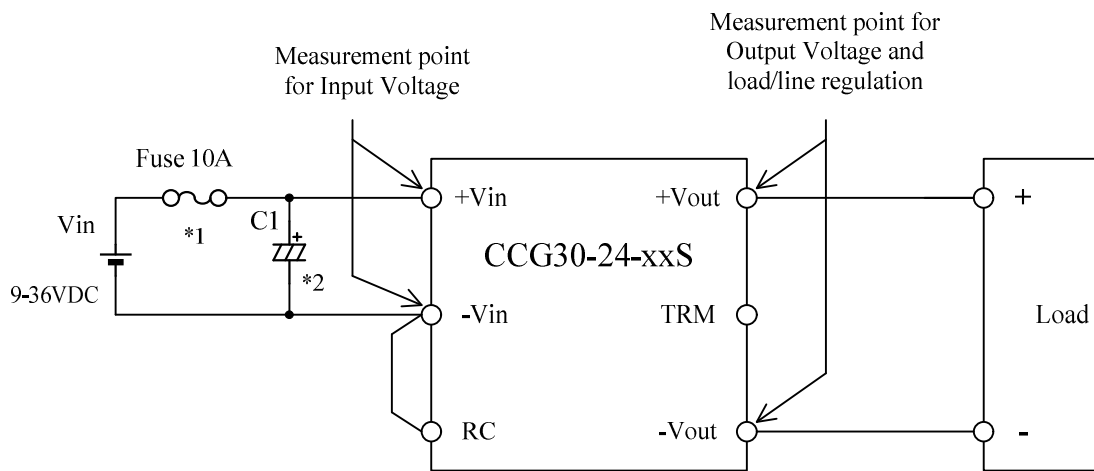 Measurement point for
Output Voltage and
load/line regulation
Measurement point
for Input Voltage
Fuse 10A
*1
C1
+
*2
Vin
9-36VDC
+Vin
+Vout
CCG30-24-xxS
-Vin
TRM
RC
-Vout
+
Load
-